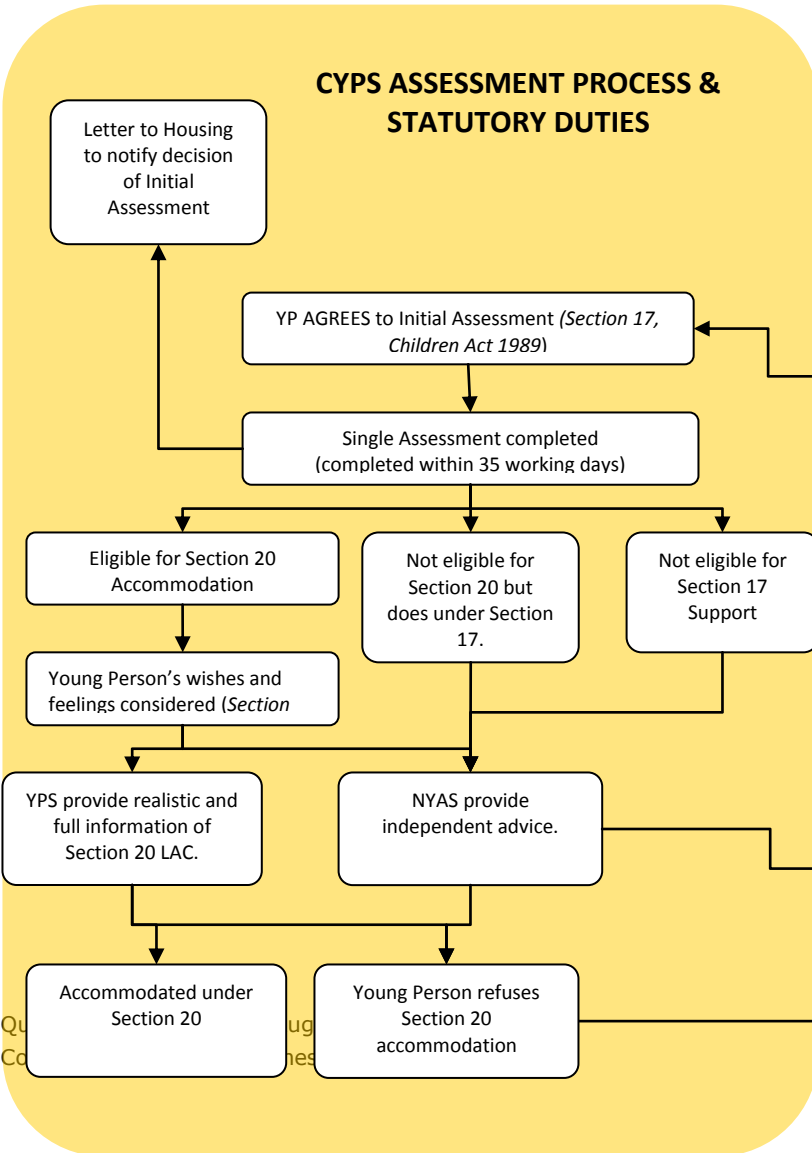 CYPS ASSESSMENT PROCESS &
STATUTORY DUTIES
Letter to Housing
to notify decision
of Initial
Assessment
YP AGREES to Initial Assessment (Section 17,
Children Act 1989)
Single Assessment completed
(completed within 35 working days)
Eligible for Section 20
Accommodation
Not eligible for
Section 20 but
does under Section
17.
Not eligible for
Section 17
Support
Young Person’s wishes and
feelings considered (Section
YPS provide realistic and
full information of
Section 20 LAC.
NYAS provide
independent advice.
Accommodated under
Section 20
Young Person refuses
Section 20
accommodation